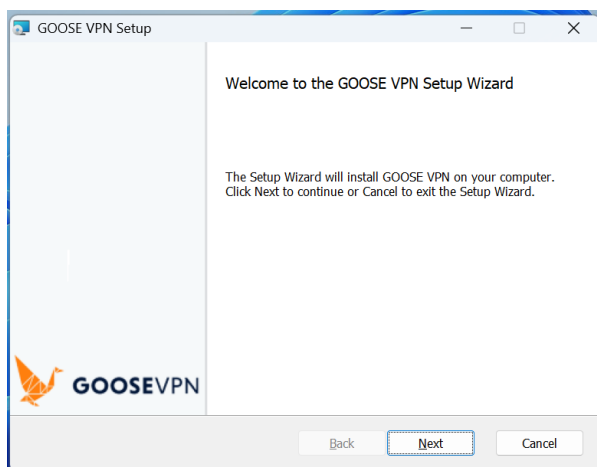 GOOSE VPN Setup
Welcome to the GOOSE VPN Setup Wizard
The Setup Wizard will install GOOSE VPN on your computer.
Click Next to continue or Cancel to exit the Setup Wizard.
GOOSEVPN
Back Next Cancel